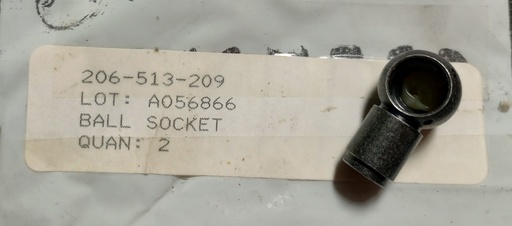 206-513-209
LOT: A056866
BALL SOCKET
QUAN: 2